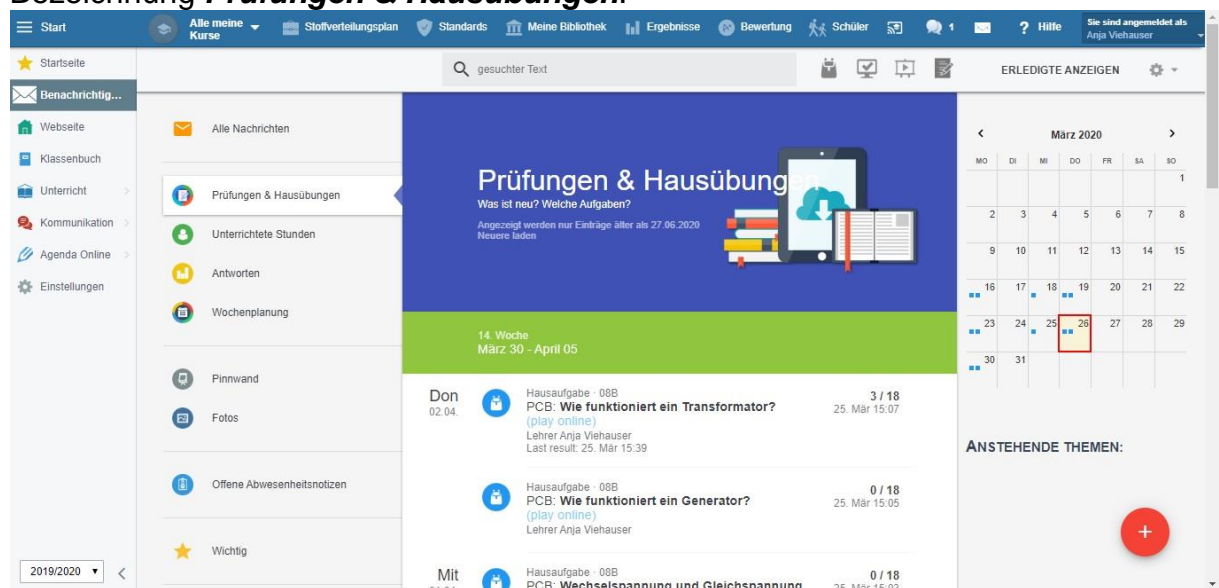 Bezeichnung Prüfungen & Hausübungen.
Start
Alle meine
Kurse
Stoffverteilungsplan
Standards
Meine Bibliothek
Ergebnisse
Bewertung
Schüler
1
? Hilfe
Sie sind angemeldet als
Anja Viehauser
Startseite
Benachrichtig...
Webseite
Klassenbuch
Unterricht
Kommunikation
Agenda Online
Einstellungen
2019/2020
gesuchter Text
ERLEDIGTE ANZEIGEN
Alle Nachrichten
Prüfungen & Hausübungen
Unterrichtete Stunden
Antworten
Wochenplanung
Pinnwand
Fotos
Offene Abwesenheitsnotizen
Wichtig
Prüfungen & Hausübungen
Was ist neu? Welche Aufgaben?
Angezeigt werden nur Einträge älter als 27.06.2020
Neuere laden
14. Woche
März 30 - April 05
Don
02.04.
Hausaufgabe · 08B
PCB: Wie funktioniert ein Transformator?
(play online)
Lehrer Anja Viehauser
Last result: 25. Mär 15:39
3 / 18
25. Mär 15:07
Hausaufgabe · 08B
PCB: Wie funktioniert ein Generator?
(play online)
Lehrer Anja Viehauser
0 / 18
25. Mär 15:05
Mit
Hausaufgabe · 08B
PCB: Wechselspannung und Gleichspannung
0 / 18
25. Mär 15:03
< März 2020 >
MO DI MI DO FR SA SO
1
2 3 4 5 6 7 8
9 10 11 12 13 14 15
16 17 18 19 20 21 22
23 24 25 26 27 28 29
30 31
ANSTEHENDE THEMEN: